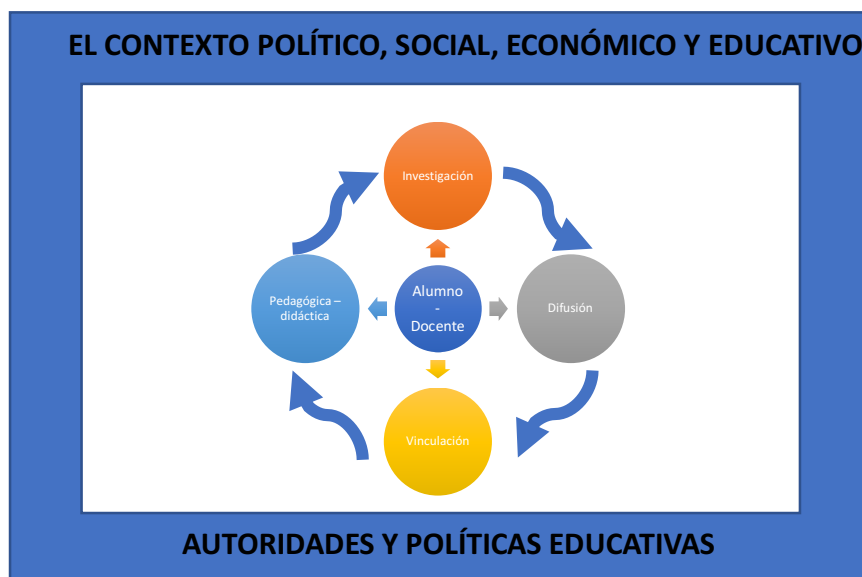 EL CONTEXTO POLÍTICO, SOCIAL, ECONÓMICO Y EDUCATIVO
Investigación
Pedagógica –
didáctica
Alumno
-
Docente
Difusión
Vinculación
AUTORIDADES Y POLÍTICAS EDUCATIVAS